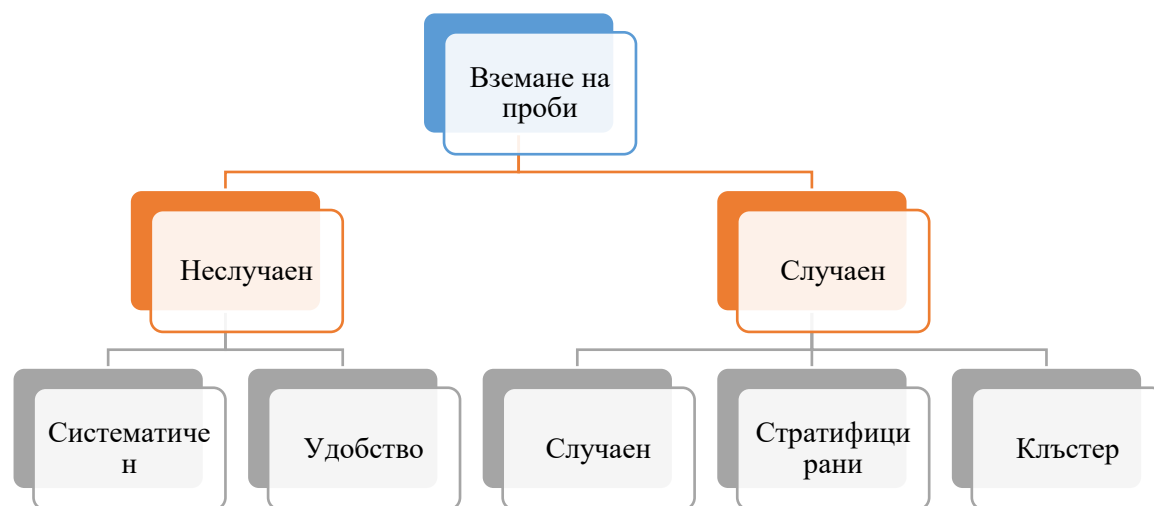 Вземане на
проби
Неслучаен
Случаен
Систематиче
н
Удобство
Случаен
Стратифици
рани
Клъстер